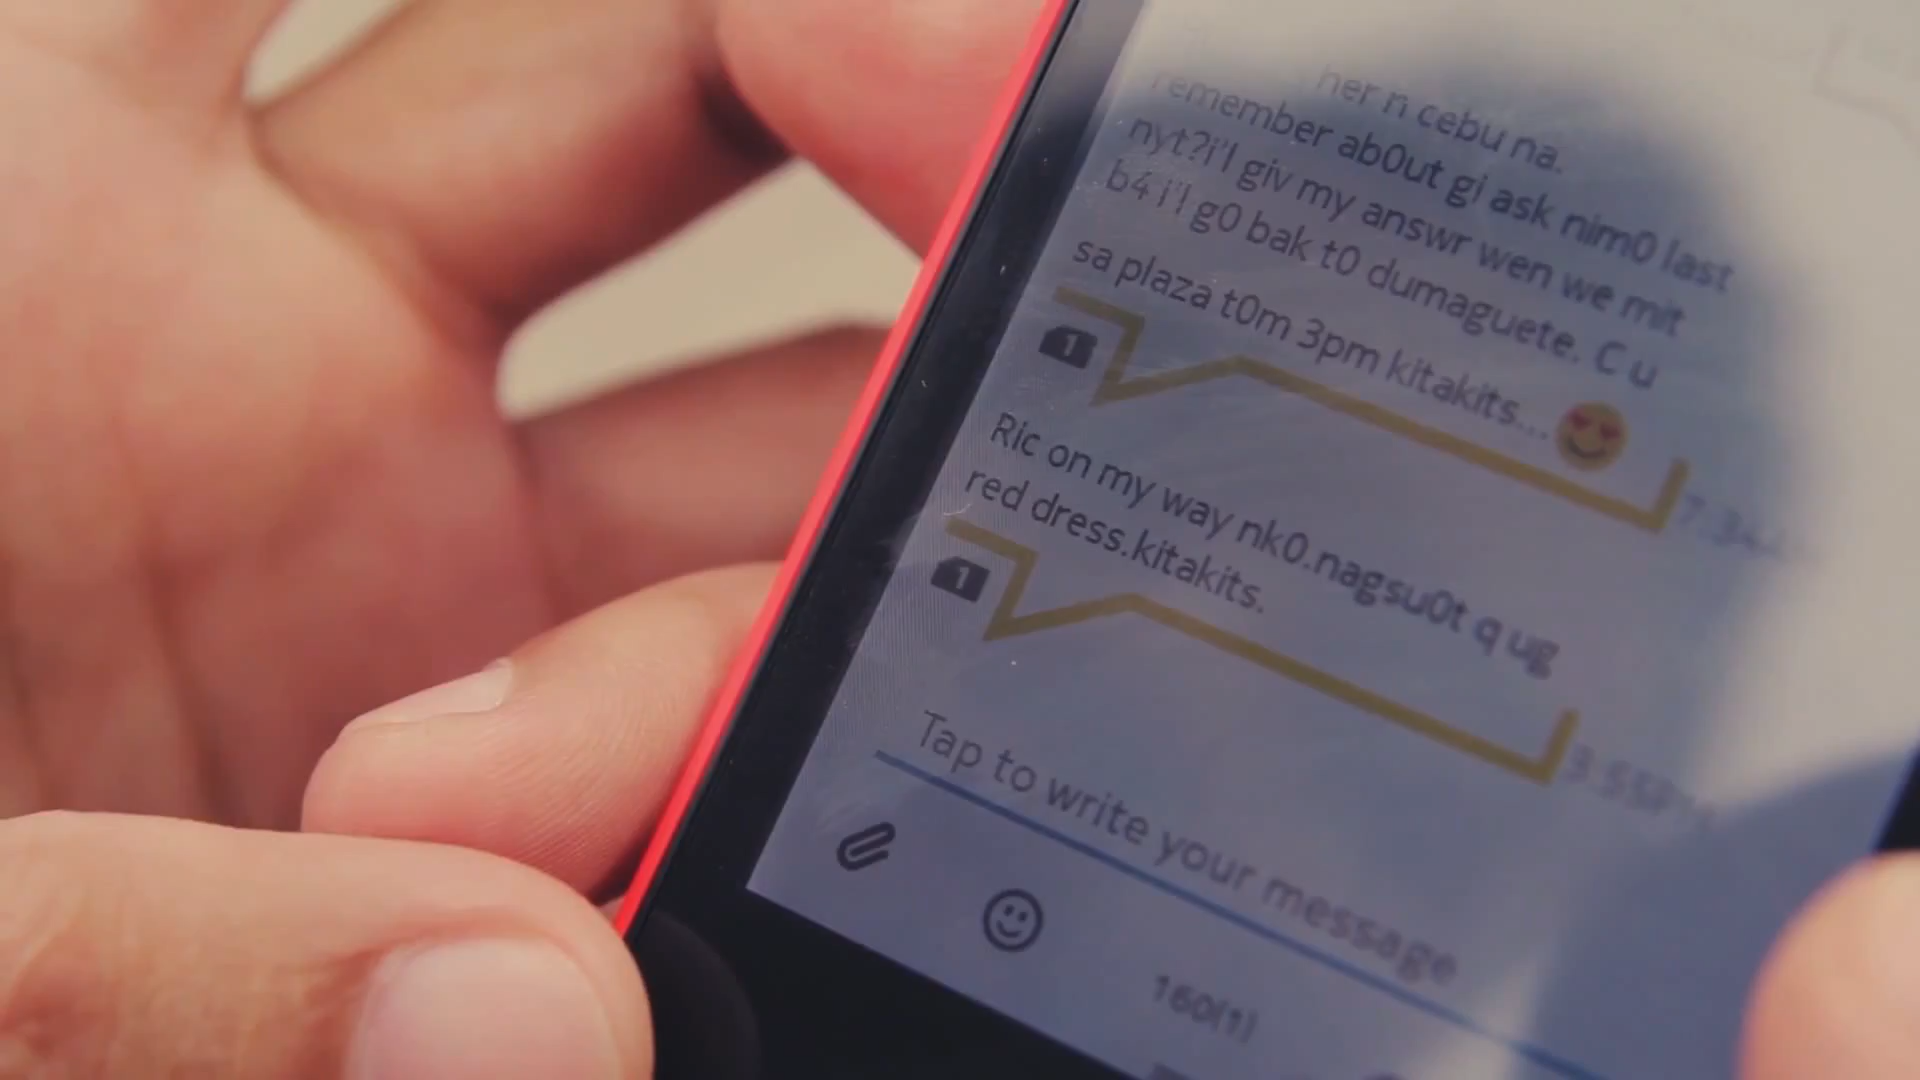 her n cebu na.
remember ab0ut gi ask nim0 last
nyt?i'l giv my answr wen we mit
b4 i'l g0 bak t0 dumaguete. C u
sa plaza t0m 3pm kitakits...
1
Ric on my way nk0.nagsu0t q ug
red dress.kitakits.
1
3:55PM
Tap to write your message
160(1)